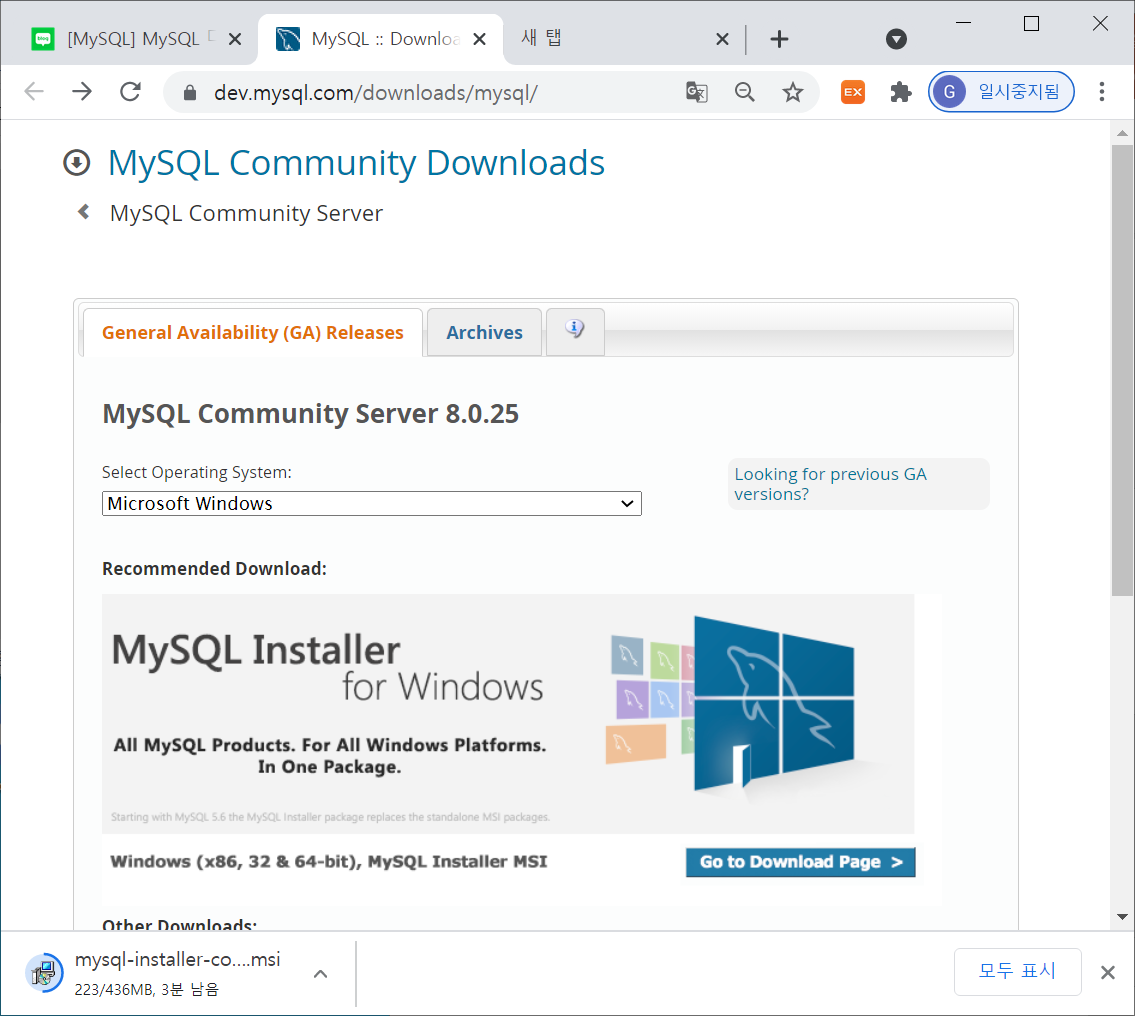 [MySQL] MySQL
MySQL :: Downloa
새 탭
dev.mysql.com/downloads/mysql/
EX
G 일시중지됨
MySQL Community Downloads
MySQL Community Server
General Availability (GA) Releases
Archives
MySQL Community Server 8.0.25
Select Operating System:
Microsoft Windows
Looking for previous GA
versions?
Recommended Download:
MySQL Installer
for Windows
All MySQL Products. For All Windows Platforms.
In One Package.
Starting with MySQL 5.6 the MySQL Installer package replaces the standalone MSI packages.
Windows (x86, 32 & 64-bit), MySQL Installer MSI
Go to Download Page >
Other Downloads:
mysql-installer-co....msi
223/436MB, 3분 남음
모두 표시